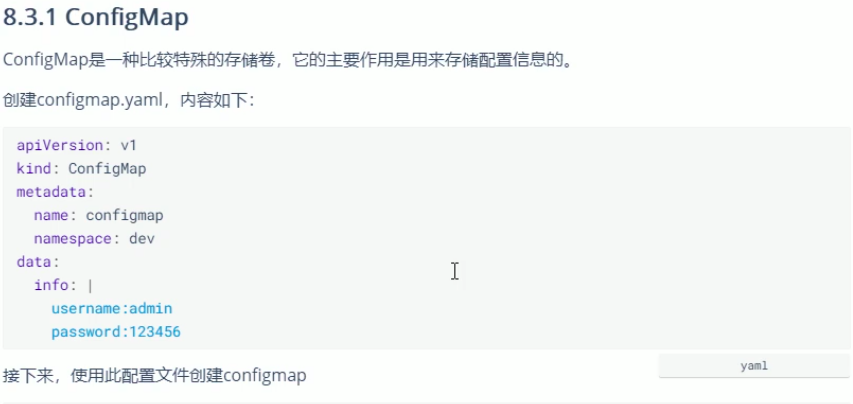 8.3.1 ConfigMap
ConfigMap是一种比较特殊的存储卷，它的主要作用是用来存储配置信息的。
创建configmap.yaml，内容如下：
apiVersion: v1
kind: ConfigMap
metadata:
  name: configmap
  namespace: dev
data:
  info: |
    username:admin
    password:123456
yaml
接下来，使用此配置文件创建configmap